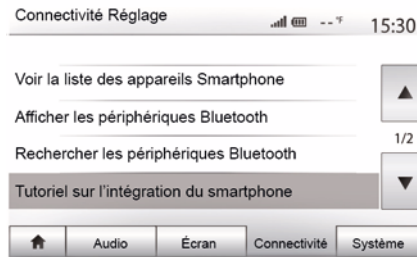 Connectivité Réglage
-- °F
15:30
Voir la liste des appareils Smartphone
Afficher les périphériques Bluetooth
1/2
Rechercher les périphériques Bluetooth
Tutoriel sur l'intégration du smartphone
Audio
Écran
Connectivité
Système